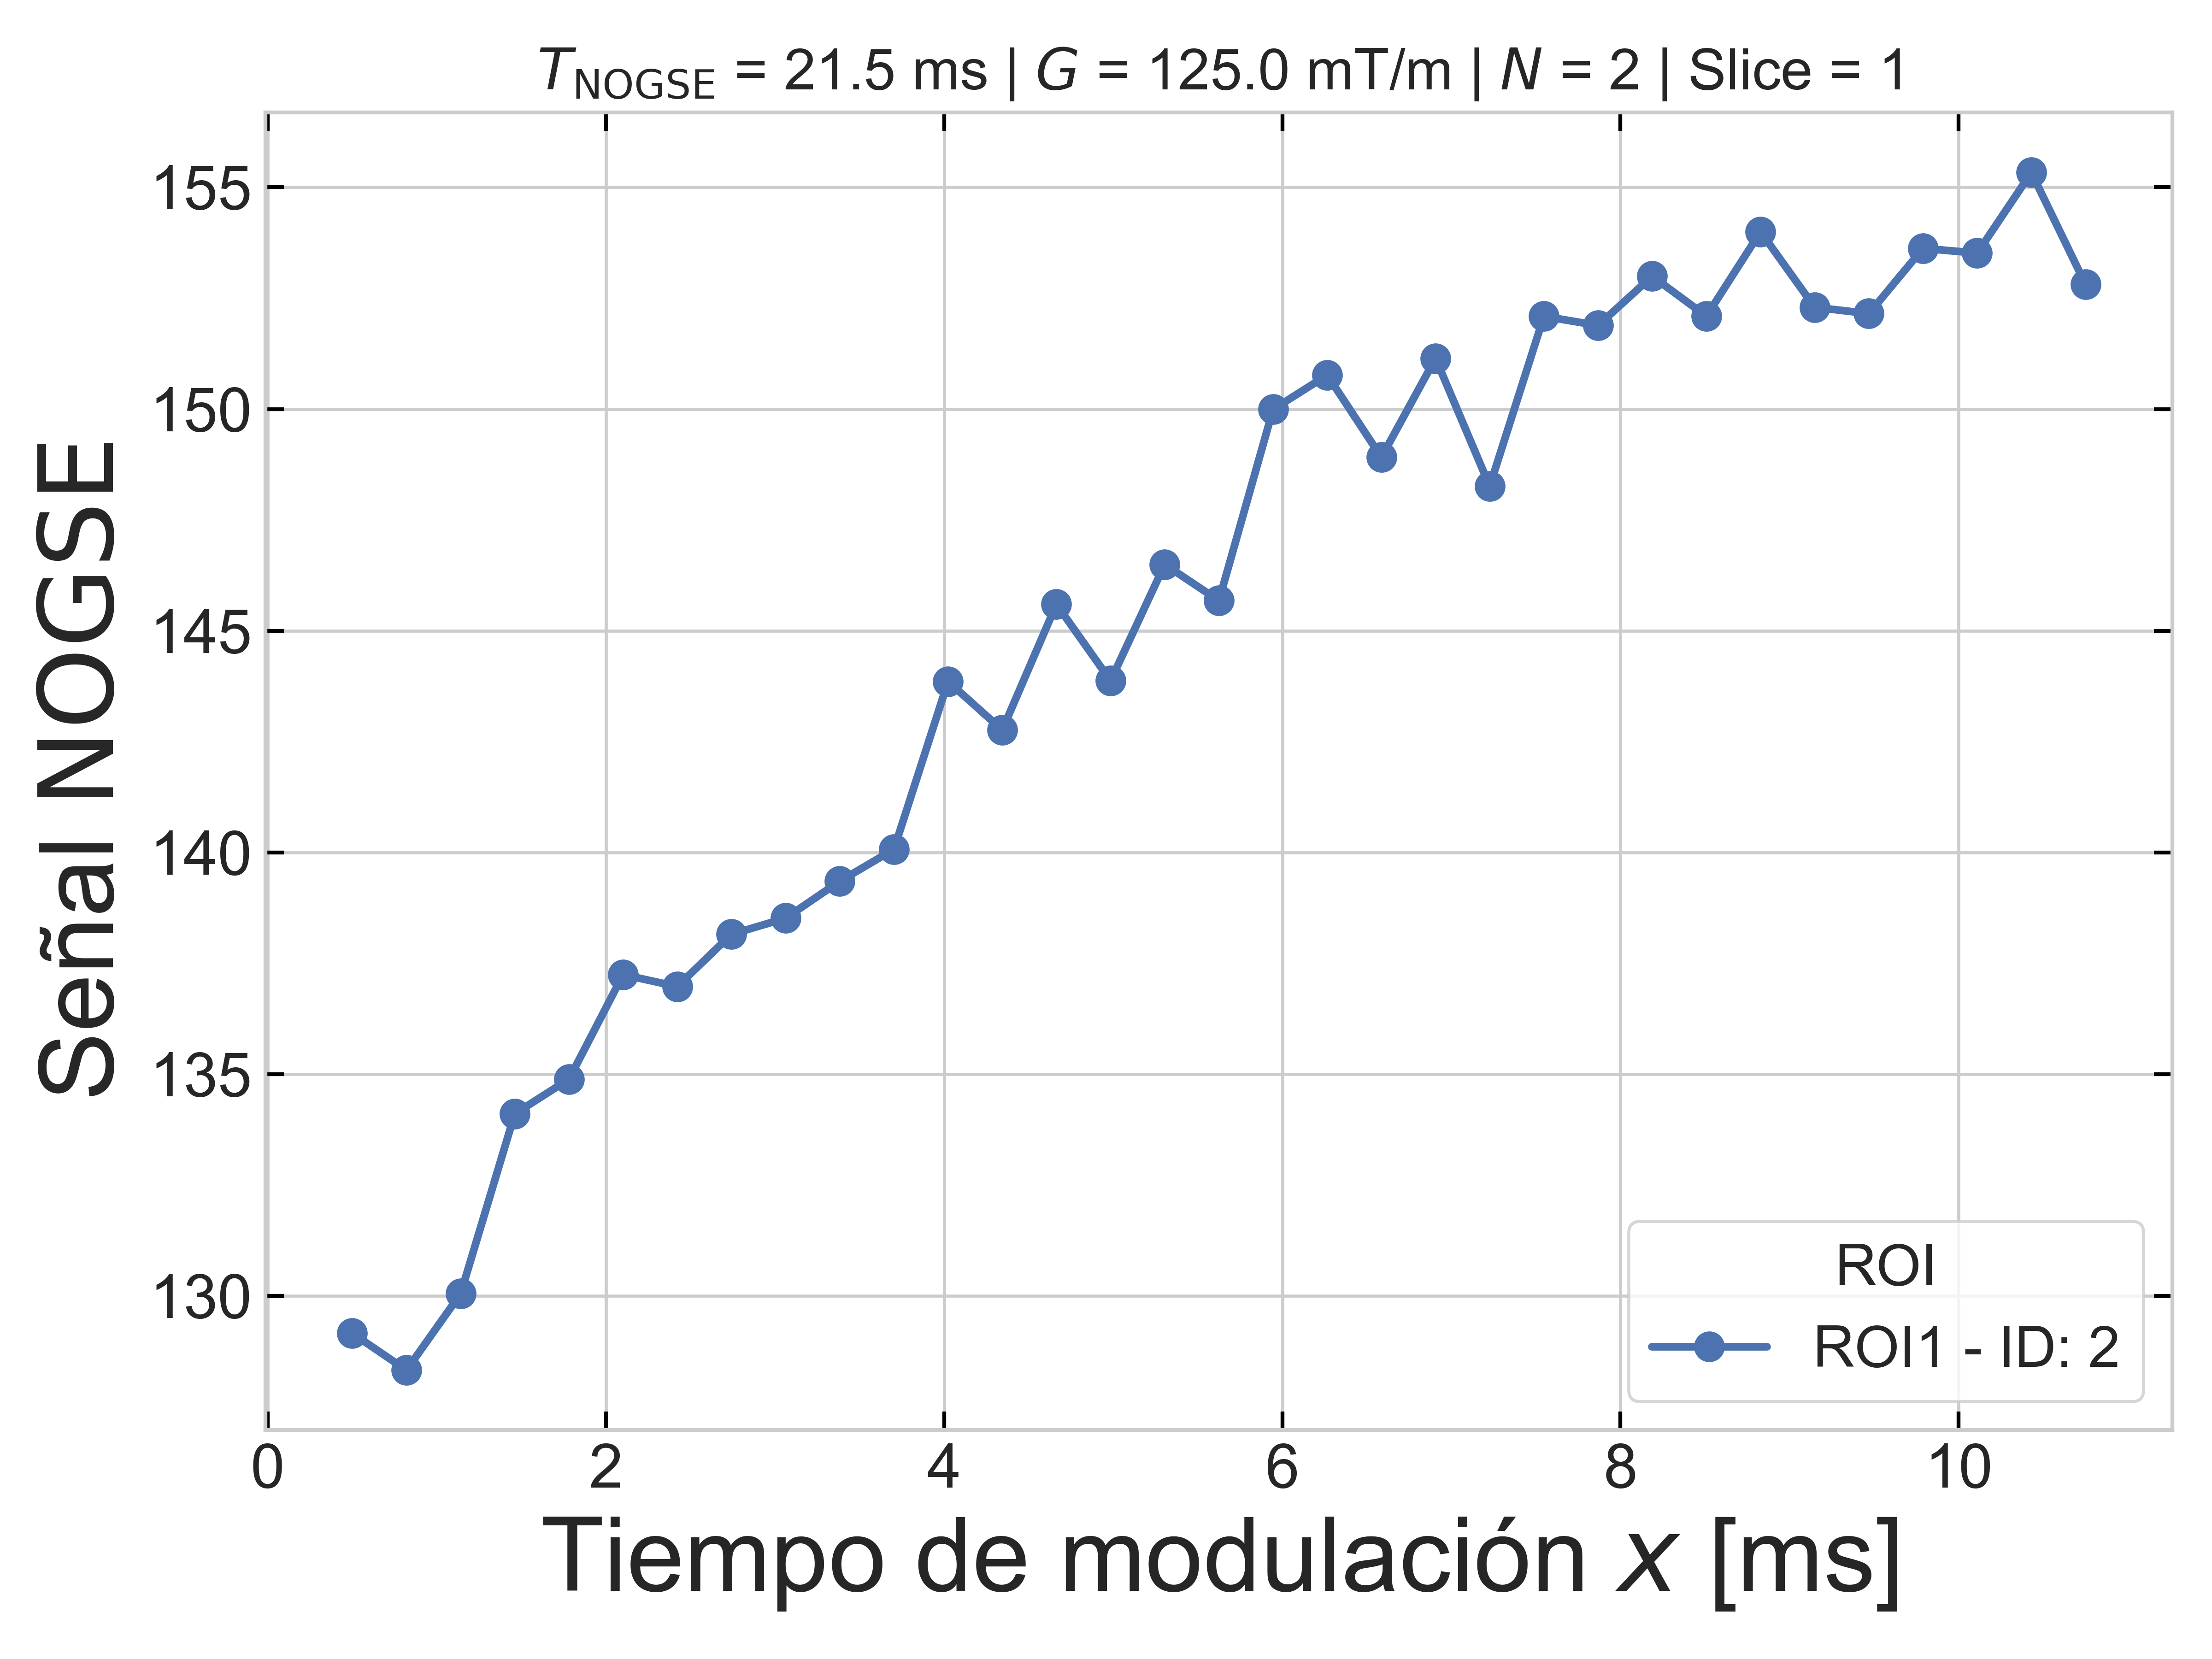 T_NOGSE = 21.5 ms | G = 125.0 mT/m | N = 2 | Slice = 1
Señal NOGSE
155
150
145
140
135
130
0 2 4 6 8 10
Tiempo de modulación x [ms]
ROI
ROI1 - ID: 2